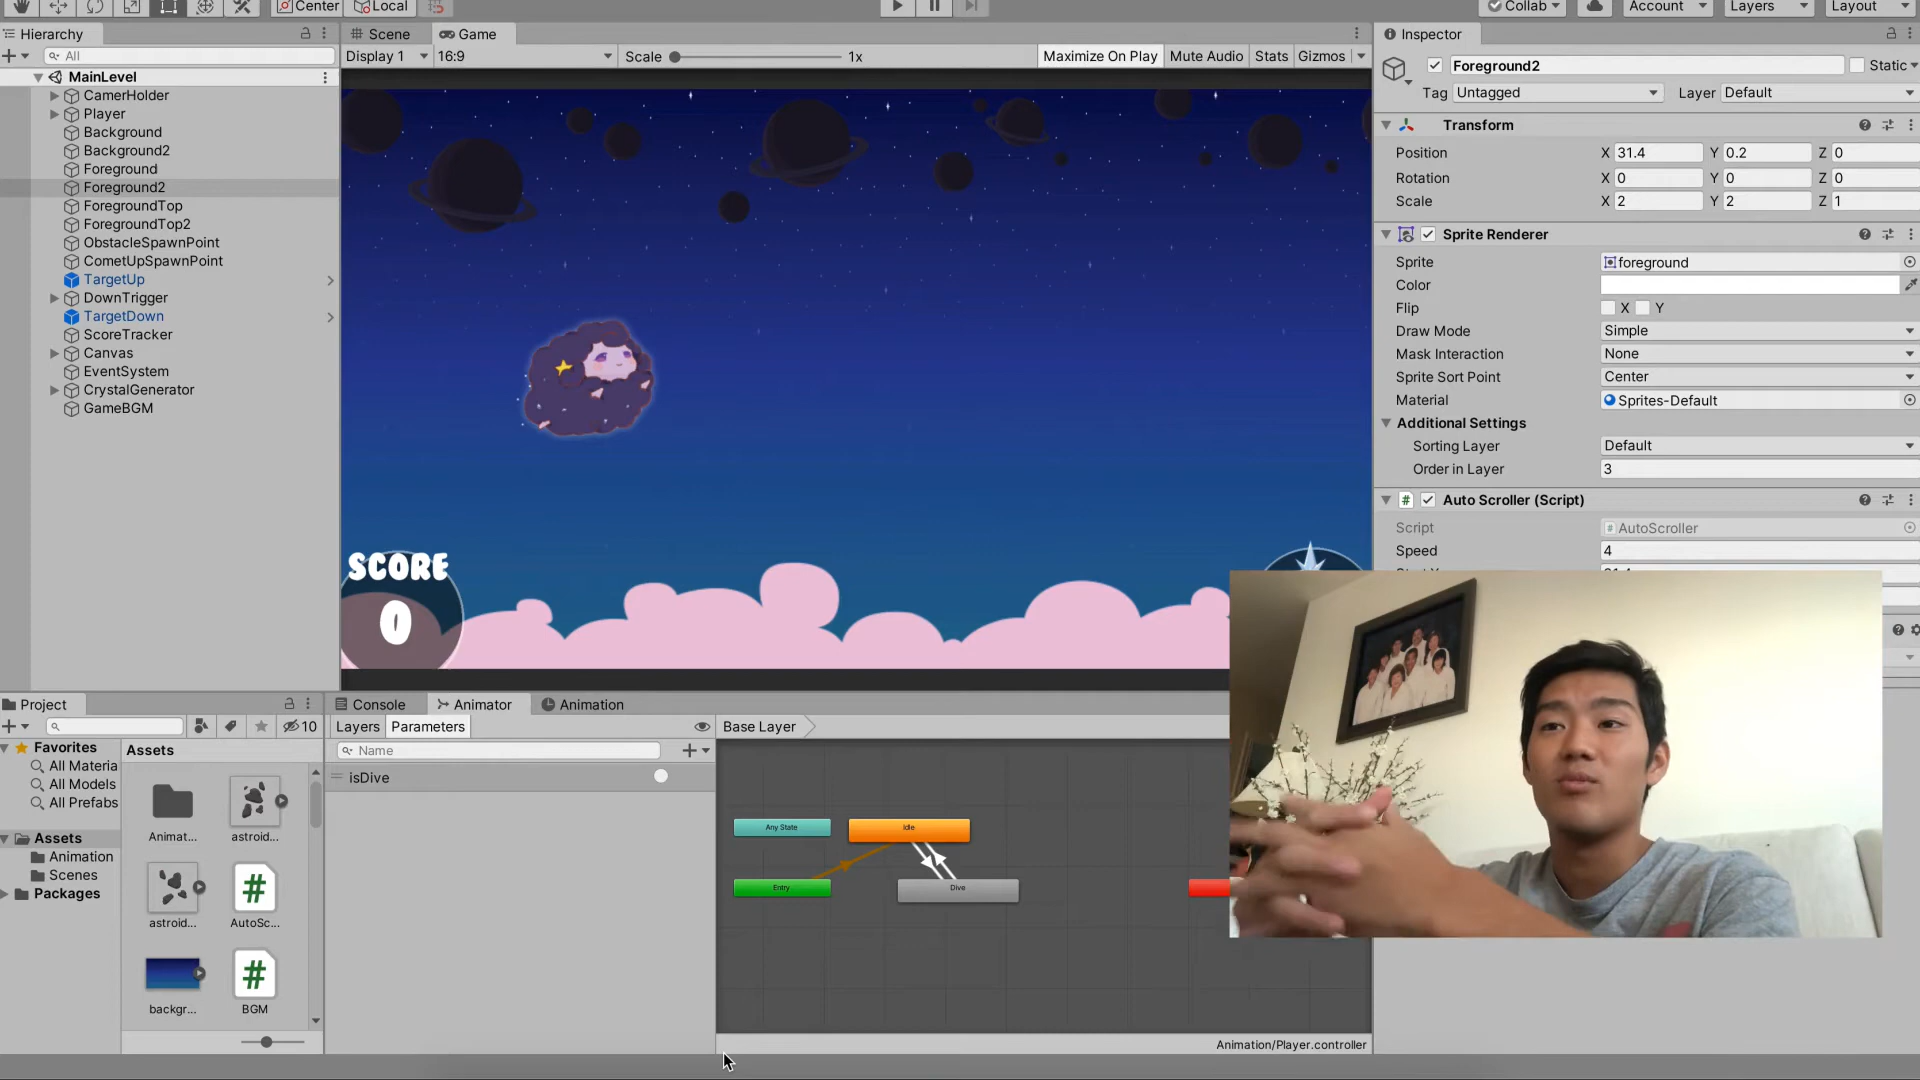 Center
Local
Collab
Account
Layers
Layout
Hierarchy
Scene
Game
Inspector
All
Display 1
16:9
Scale
1x
Maximize On Play
Mute Audio
Stats
Gizmos
MainLevel
CamerHolder
Player
Background
Background2
Foreground
Foreground2
ForegroundTop
ForegroundTop2
ObstacleSpawnPoint
CometUpSpawnPoint
TargetUp
DownTrigger
TargetDown
ScoreTracker
Canvas
EventSystem
CrystalGenerator
GameBGM
SCORE
0
Foreground2
Static
Tag Untagged
Layer Default
Transform
Position X 31.4 Y 0.2 Z 0
Rotation X 0 Y 0 Z 0
Scale X 2 Y 2 Z 1
Sprite Renderer
Sprite foreground
Color
Flip X Y
Draw Mode Simple
Mask Interaction None
Sprite Sort Point Center
Material Sprites-Default
Additional Settings
Sorting Layer Default
Order in Layer 3
# Auto Scroller (Script)
Script AutoScroller
Speed 4
Project
Console
Animator
Animation
10
Layers
Parameters
Base Layer
Favorites
All Materia
All Models
All Prefabs
Assets
Animation
Scenes
Packages
Assets
Animat...
astroid...
astroid...
# AutoSc...
backgr...
# BGM
Name
isDive
Any State
Idle
Entry
Dive
Animation/Player.controller